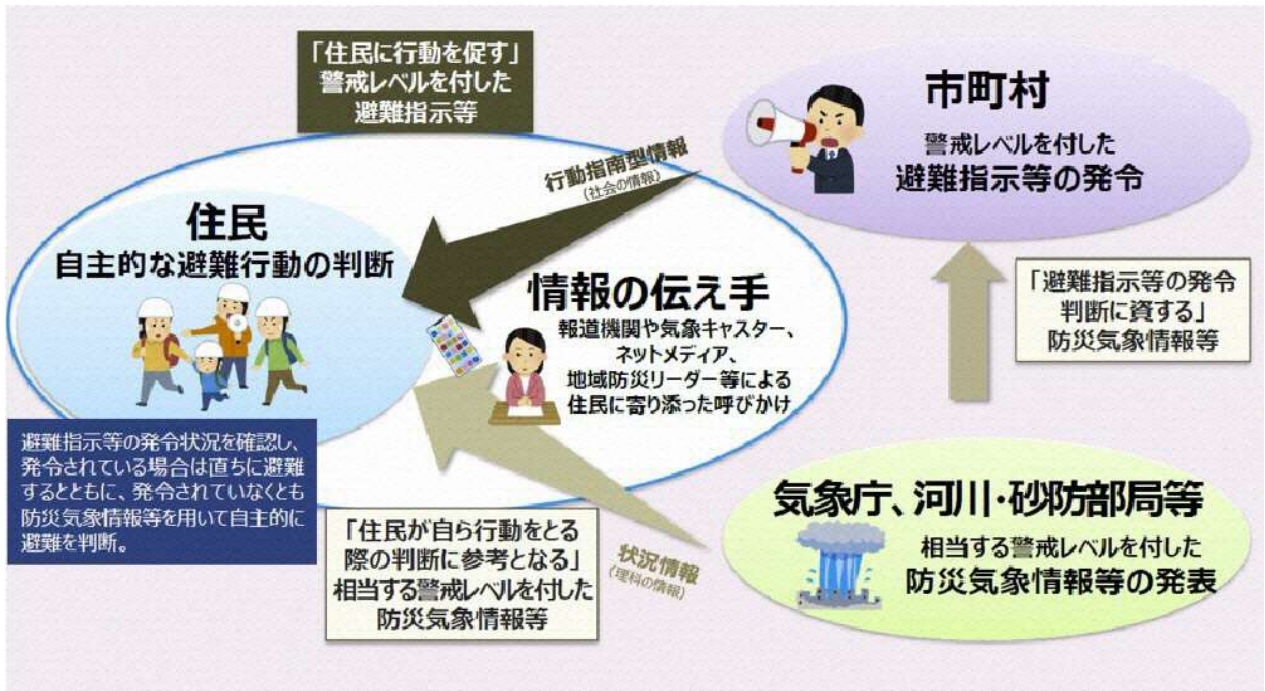 「住民に行動を促す」
警戒レベルを付した
避難指示等
市町村
警戒レベルを付した
避難指示等の発令
行動指南型情報
(社会の情報)
住民
自主的な避難行動の判断
情報の伝え手
報道機関や気象キャスター、
ネットメディア、
地域防災リーダー等による
住民に寄り添った呼びかけ
「避難指示等の発令
判断に資する」
防災気象情報等
避難指示等の発令状況を確認し、
発令されている場合は直ちに避難
するとともに、発令されていなくとも
防災気象情報等を用いて自主的に
避難を判断。
気象庁、河川・砂防部局等
相当する警戒レベルを付した
防災気象情報等の発表
「住民が自ら行動をとる
際の判断に参考となる」
相当する警戒レベルを付した
防災気象情報等
状況情報
(理科の情報)